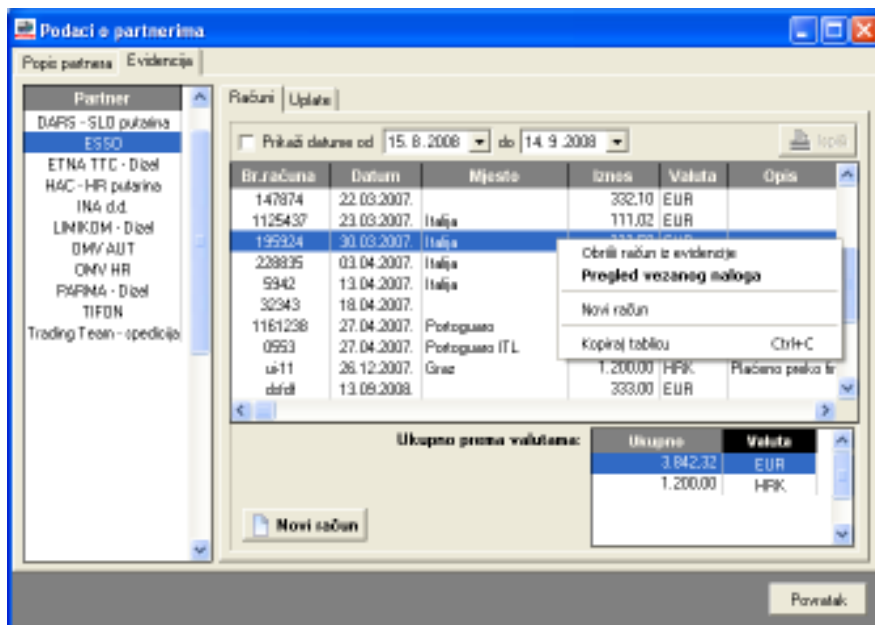 Podaci o partnerima
Popis partnera Evidencija
Partner
DARS - SLO putarina
ESSO
ETNA TTC - Dizel
HAC - HR putarina
INA d.d.
LIMIKOM - Dizel
OMV AUT
OMV HR
PARMA - Dizel
TIFON
Trading Team - spedicija
Računi Uplate
Prikaži datume od 15. 8. 2008 do 14. 9. 2008 Ispiši
Br.računa Datum Mjesto Iznos Valuta Opis
147874 22.03.2007. 332,10 EUR
1125437 23.03.2007. Italija 111,02 EUR
195924 30.03.2007. Italija
228835 03.04.2007. Italija
5942 13.04.2007. Italija
32343 18.04.2007.
1161238 27.04.2007. Portoguaro
0553 27.04.2007. Portoguaro ITL
ui-11 26.12.2007. Graz 1.200,00 HRK Plaćeno preko fir
13.09.2008. 333,00 EUR
Obriši račun iz evidencije
Pregled vezanog naloga
Novi račun
Kopiraj tablicu Ctrl+C
Ukupno prema valutama:
Ukupno Valuta
3.842,32 EUR
1.200,00 HRK
Novi račun
Povratak